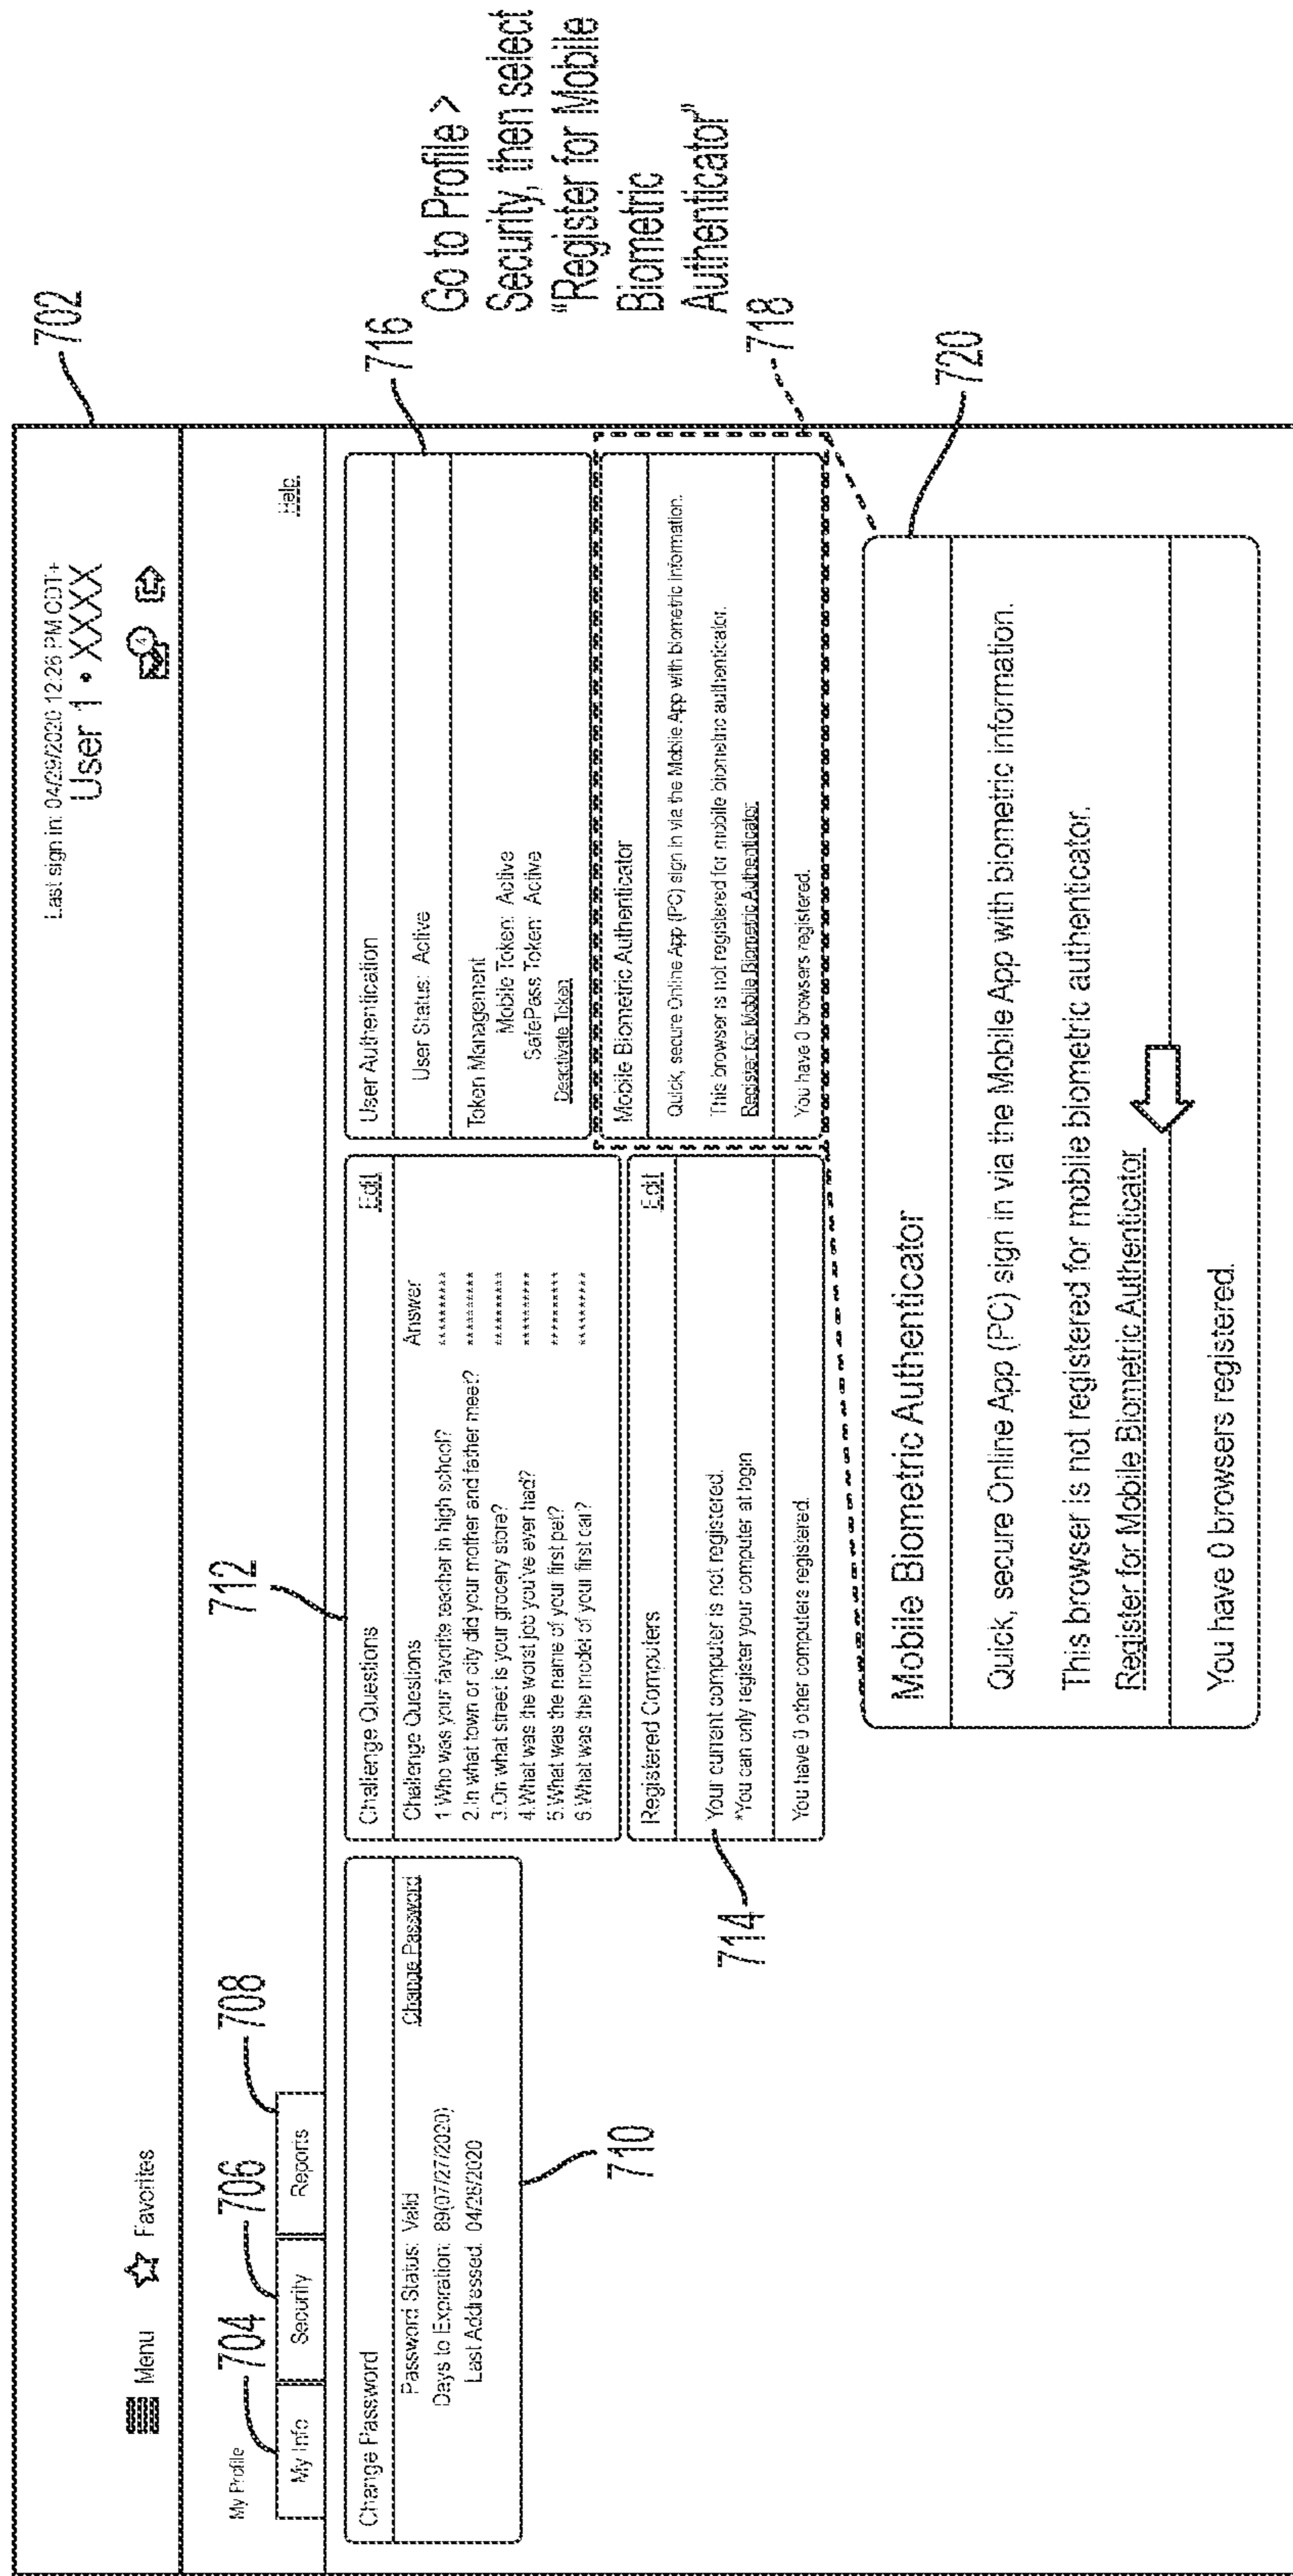 Last sign in: 04/29/2020 12:26 PM CDT+
User 1 • XXXX
702
Menu
Favorites
4
My Profile
704
706
708
712
My Info
Security
Reports
Help
Change Password
Change Password
Password Status: Valid
Days to Expiration: 89(07/27/2020)
Last Addressed: 04/28/2020
710
Challenge Questions
Edit
Challenge Questions
Answer
1 Who was your favorite teacher in high school?
**********
2.In what town or city did your mother and father meet?
**********
3.On what street is your grocery store?
**********
4.What was the worst job you've ever had?
**********
5.What was the name of your first pet?
**********
6.What was the model of your first car?
**********
Registered Computers
Edit
Your current computer is not registered.
*You can only register your computer at login
You have 0 other computers registered.
714
User Authentication
User Status: Active
Token Management
Mobile Token: Active
SafePass Token: Active
Deactivate Token
716
Mobile Biometric Authenticator
Quick, secure Online App (PC) sign in via the Mobile App with biometric information.
This browser is not registered for mobile biometric authenticator.
Register for Mobile Biometric Authenticator
You have 0 browsers registered.
718
Go to Profile >
Security, then select
"Register for Mobile
Biometric
Authenticator"
720
Mobile Biometric Authenticator
Quick, secure Online App (PC) sign in via the Mobile App with biometric information.
This browser is not registered for mobile biometric authenticator.
Register for Mobile Biometric Authenticator
You have 0 browsers registered.